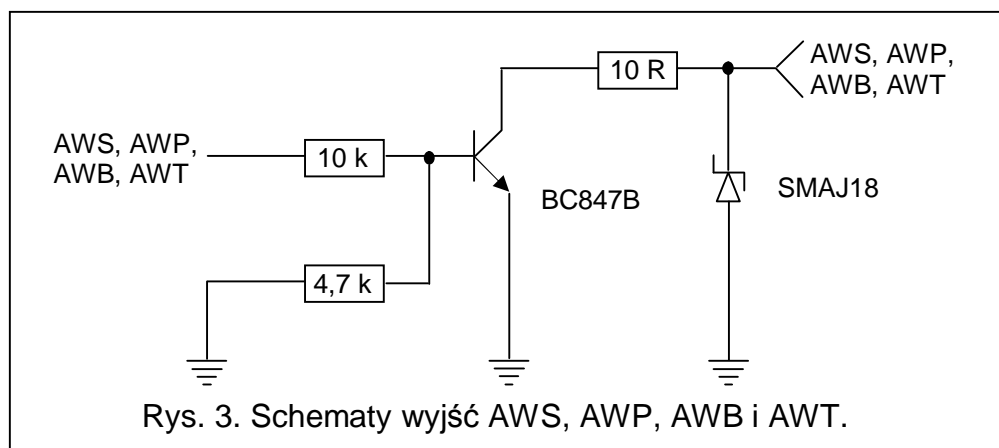 10 R
AWS, AWP,
AWB, AWT
AWS, AWP,
AWB, AWT
10 k
BC847B
SMAJ18
4,7 k
Rys. 3. Schematy wyjść AWS, AWP, AWB i AWT.